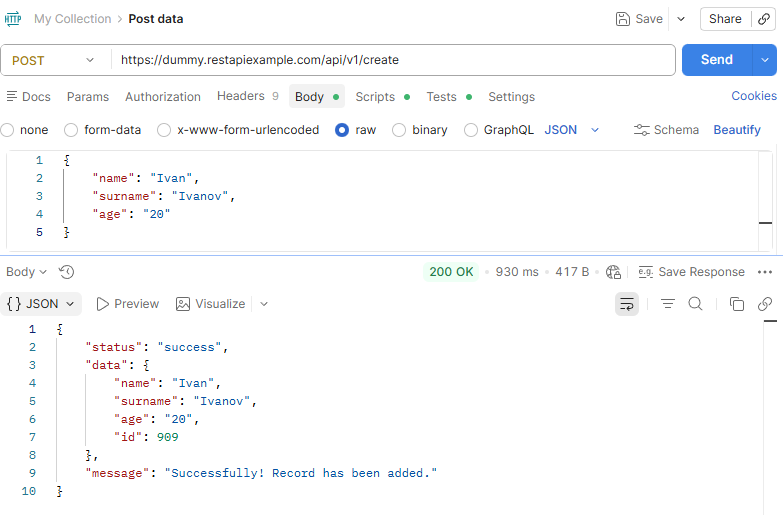 HTTP My Collection > Post data Save Share
POST https://dummy.restapiexample.com/api/v1/create Send
Docs Params Authorization Headers 9 Body Scripts Tests Settings Cookies
none form-data x-www-form-urlencoded raw binary GraphQL JSON Schema Beautify
1 {
2 "name": "Ivan",
3 "surname": "Ivanov",
4 "age": "20"
5 }
Body 200 OK • 930 ms • 417 B • e.g. Save Response
{} JSON Preview Visualize
1 {
2 "status": "success",
3 "data": {
4 "name": "Ivan",
5 "surname": "Ivanov",
6 "age": "20",
7 "id": 909
8 },
9 "message": "Successfully! Record has been added."
10 }